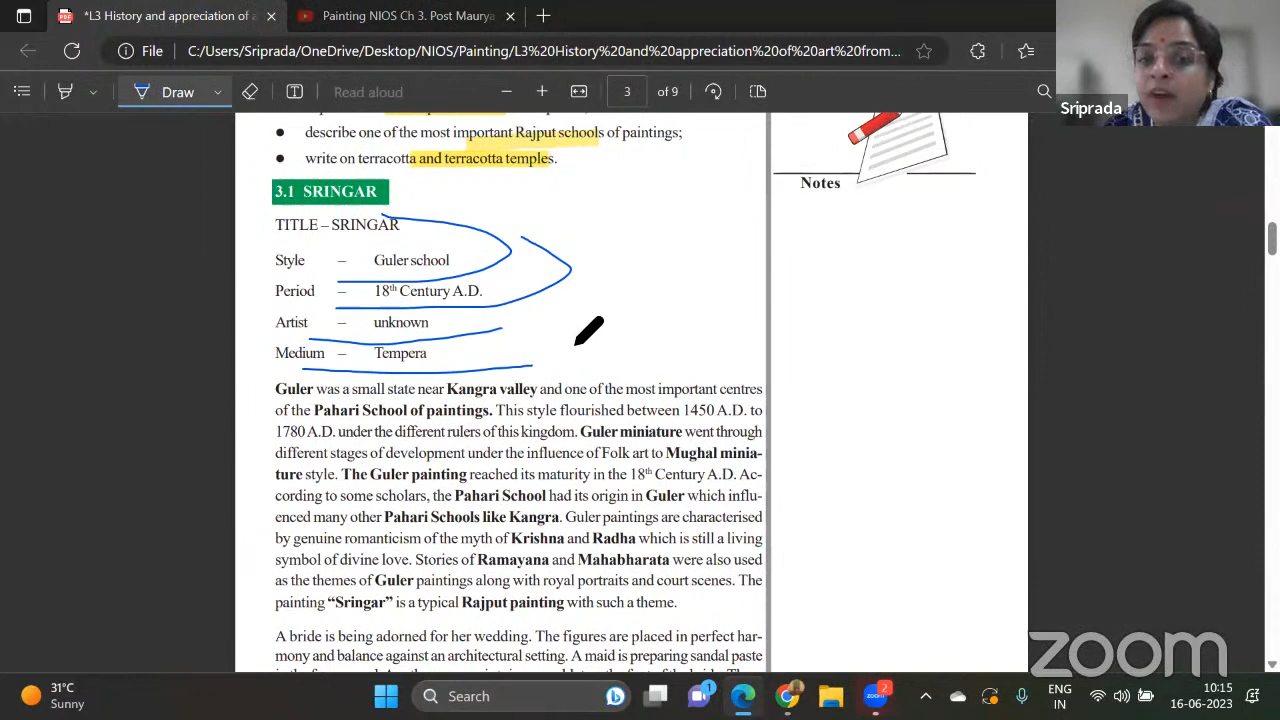 *L3 History and appreciation of a
Painting NIOS Ch 3. Post Maurya
File
C:/Users/Sriprada/OneDrive/Desktop/NIOS/Painting/L3%20History%20and%20appreciation%20of%20art%20from...
Draw
Read aloud
3 of 9
Sriprada
describe one of the most important Rajput schools of paintings;
write on terracotta and terracotta temples.
Notes
3.1 SRINGAR
TITLE – SRINGAR
Style – Guler school
Period – 18th Century A.D.
Artist – unknown
Medium – Tempera
Guler was a small state near Kangra valley and one of the most important centres
of the Pahari School of paintings. This style flourished between 1450 A.D. to
1780 A.D. under the different rulers of this kingdom. Guler miniature went through
different stages of development under the influence of Folk art to Mughal minia-
ture style. The Guler painting reached its maturity in the 18th Century A.D. Ac-
cording to some scholars, the Pahari School had its origin in Guler which influ-
enced many other Pahari Schools like Kangra. Guler paintings are characterised
by genuine romanticism of the myth of Krishna and Radha which is still a living
symbol of divine love. Stories of Ramayana and Mahabharata were also used
as the themes of Guler paintings along with royal portraits and court scenes. The
painting “Sringar” is a typical Rajput painting with such a theme.
A bride is being adorned for her wedding. The figures are placed in perfect har-
mony and balance against an architectural setting. A maid is preparing sandal paste
zoom
31°C
Sunny
Search
1
zoom
2
ENG
IN
10:15
16-06-2023